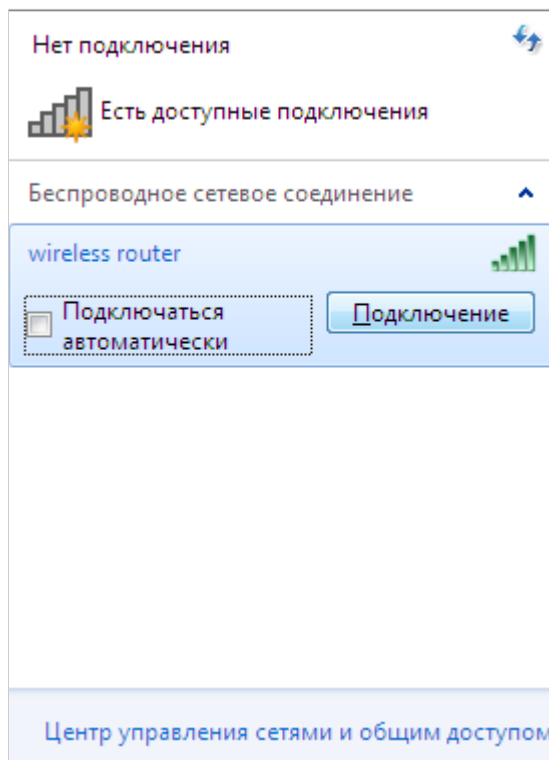 Нет подключения
Есть доступные подключения
Беспроводное сетевое соединение
wireless router
Подключаться
автоматически
Подключение
Центр управления сетями и общим доступом